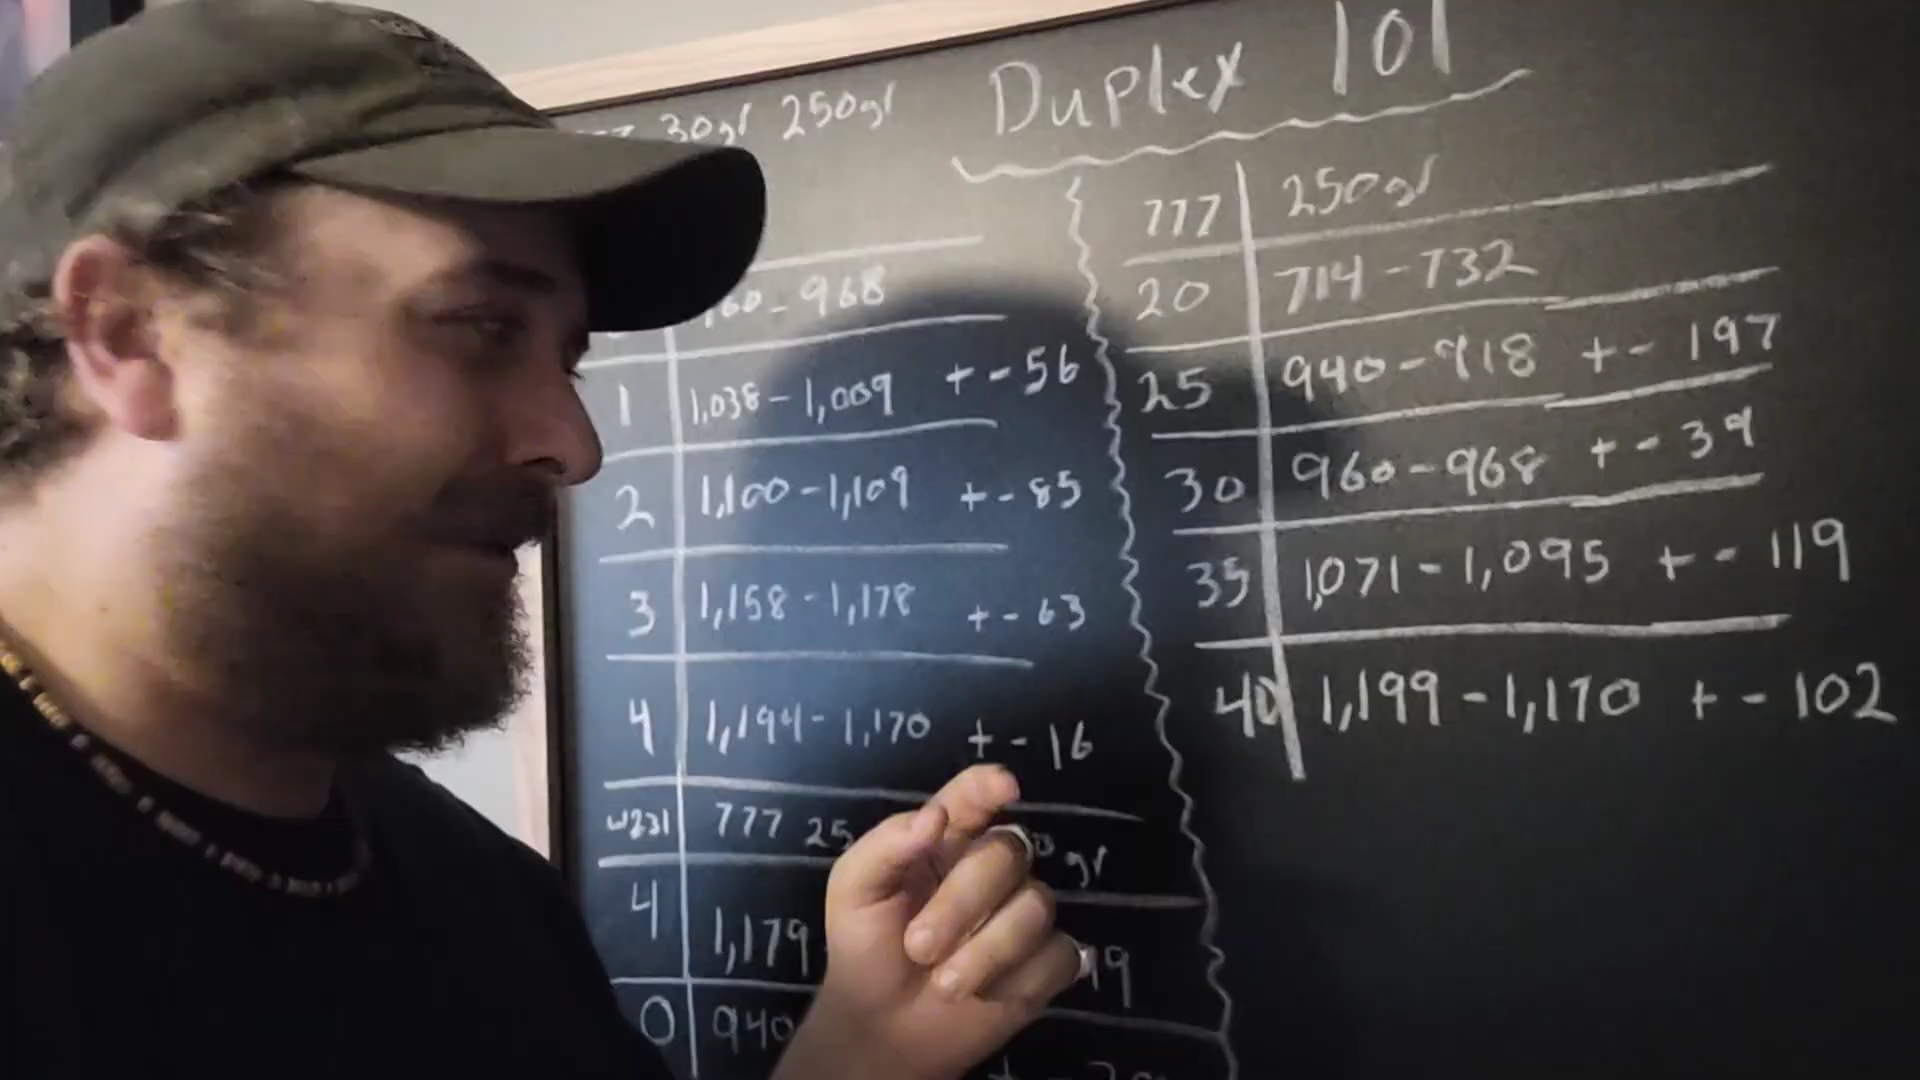 30gr 250gr
Duplex 101
968
1 1,038-1,009 +-56
2 1,100-1,109 +-85
3 1,158-1,178 +-63
4 1,194-1,170 +-16
W231 777 25 gr
4 1,179
0 940
777 250gr
20 714-732
25 940-918 +-197
30 960-968 +-39
35 1,071-1,095 +-119
40 1,199-1,170 +-102